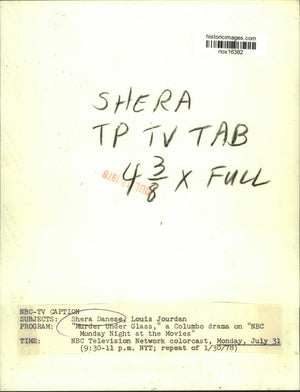 historicimages.com
nox16382
SHERA
TP TV TAB
4 3/8 X FULL
1978
NBC-TV CAPTION
SUBJECTS: Shera Danese, Louis Jourdan
PROGRAM: "Murder Under Glass," a Columbo drama on "NBC
Monday Night at the Movies"
TIME: NBC Television Network colorcast, Monday, July 31
(9:30-11 p.m. NYT; repeat of 1/30/78)